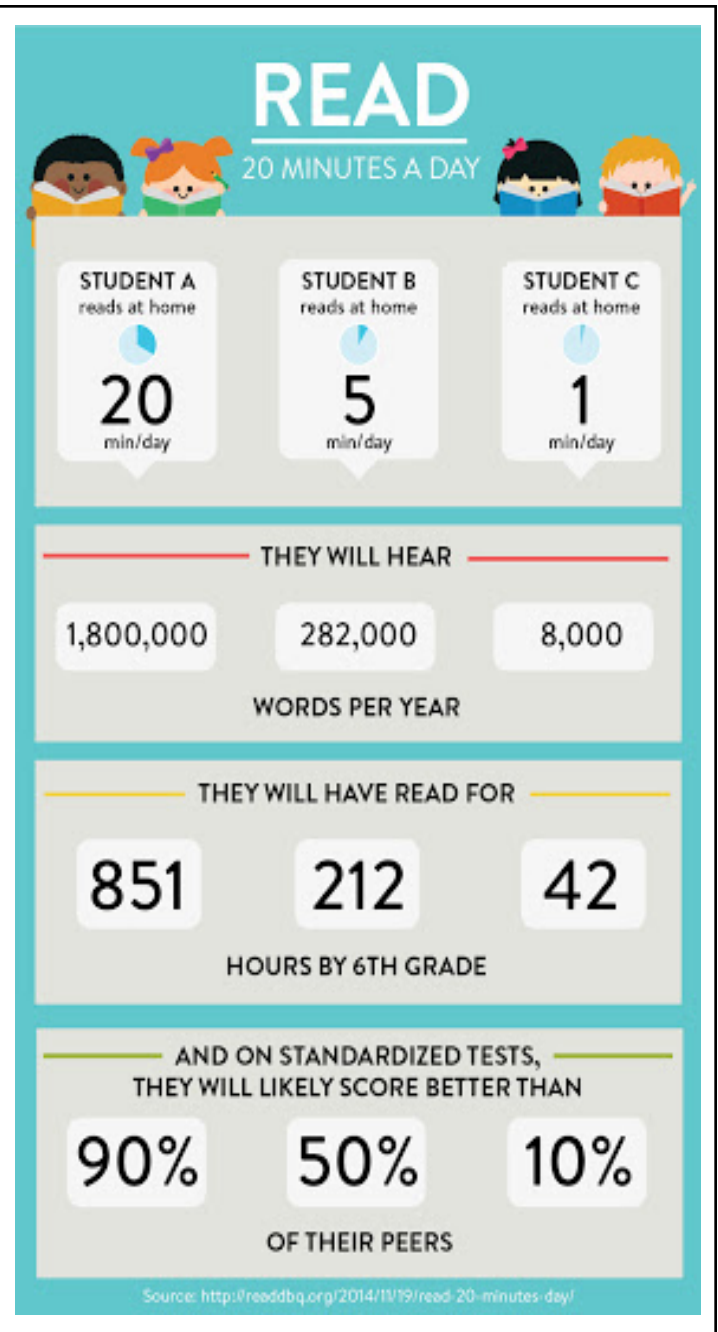 READ
20 MINUTES A DAY
STUDENT A
reads at home
20
min/day
STUDENT B
reads at home
5
min/day
STUDENT C
reads at home
1
min/day
THEY WILL HEAR
1,800,000 282,000 8,000
WORDS PER YEAR
THEY WILL HAVE READ FOR
851 212 42
HOURS BY 6TH GRADE
AND ON STANDARDIZED TESTS,
THEY WILL LIKELY SCORE BETTER THAN
90% 50% 10%
OF THEIR PEERS
Source: http://readdbq.org/2014/11/19/read-20-minutes-day/